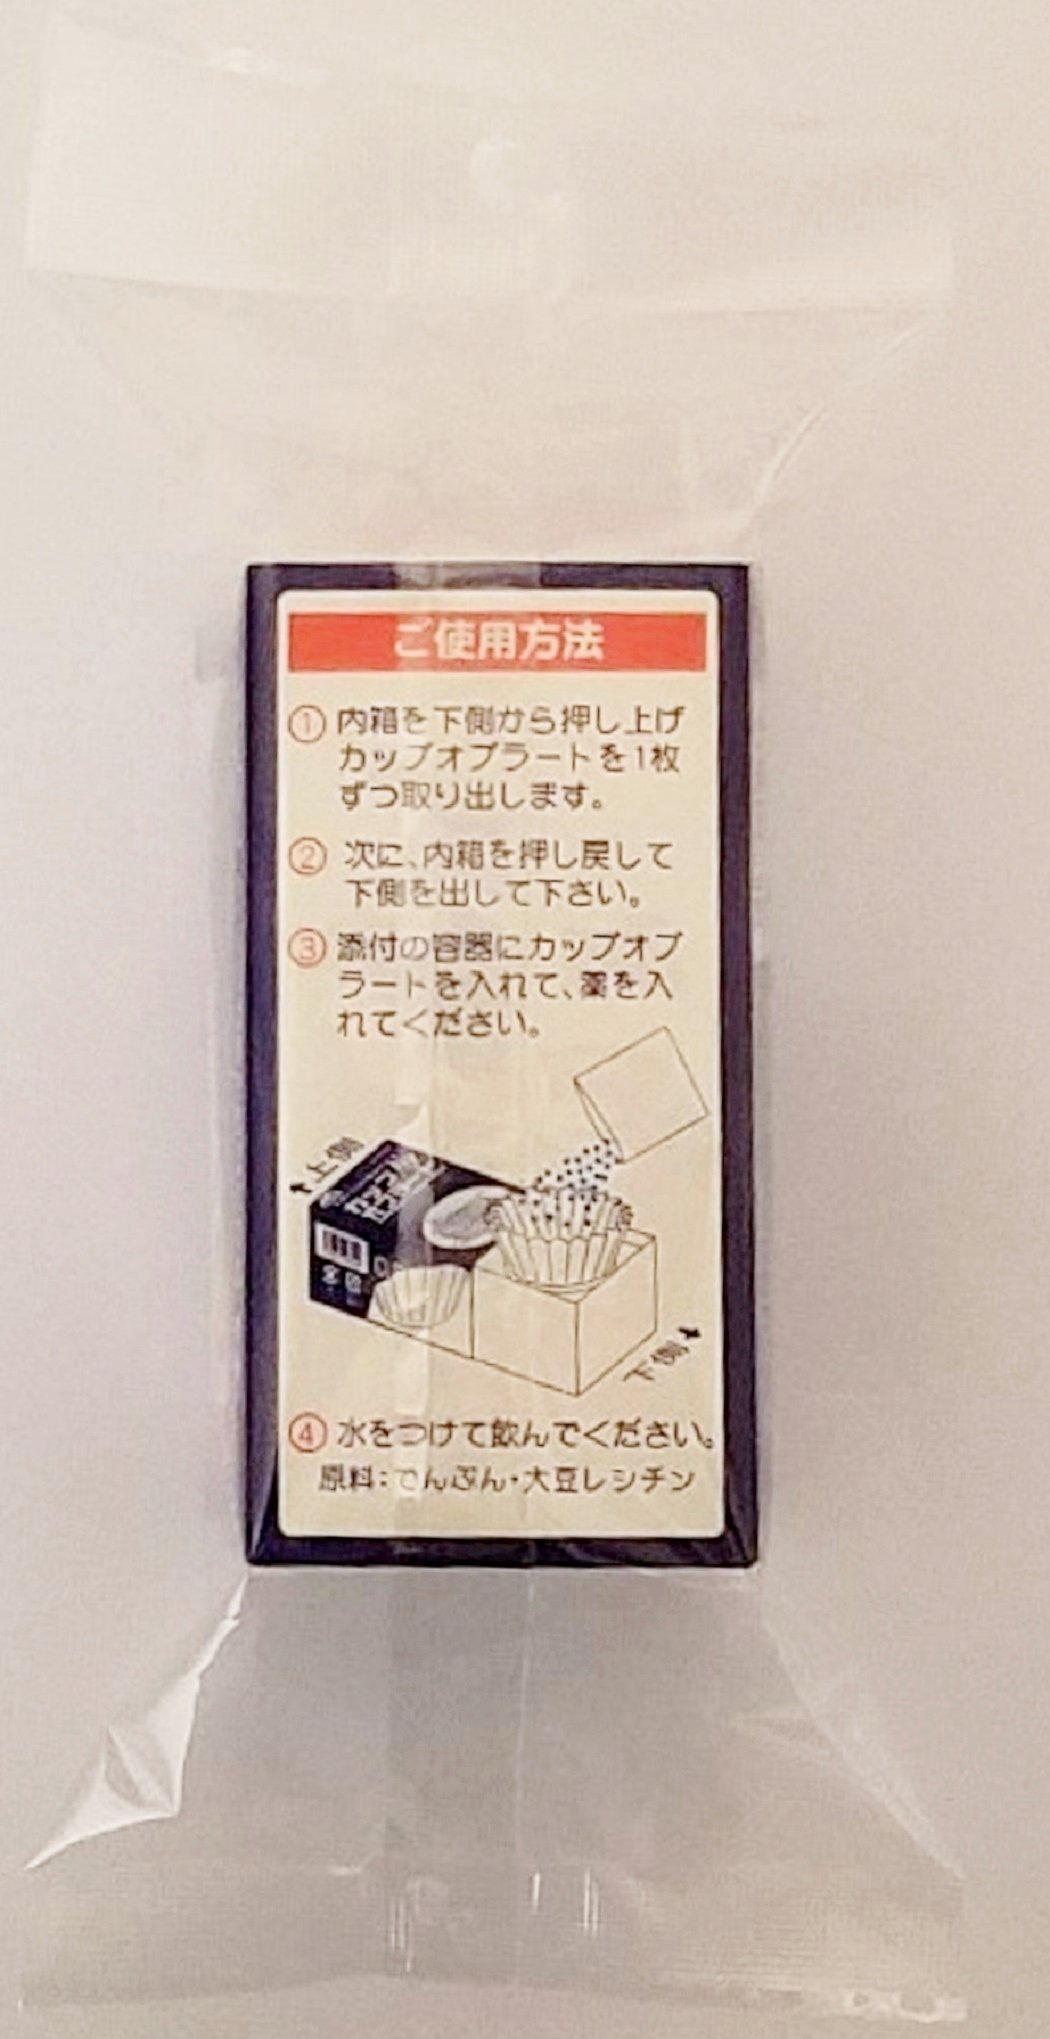 ご使用方法
① 内箱を下側から押し上げ
カップオブラートを1枚
ずつ取り出します。
② 次に、内箱を押し戻して
下側を出して下さい。
③ 添付の容器にカップオブ
ラートを入れて、薬を入
れてください。
↑上側
下側↓
④ 水をつけて飲んでください。
原料:でんぷん・大豆レシチン